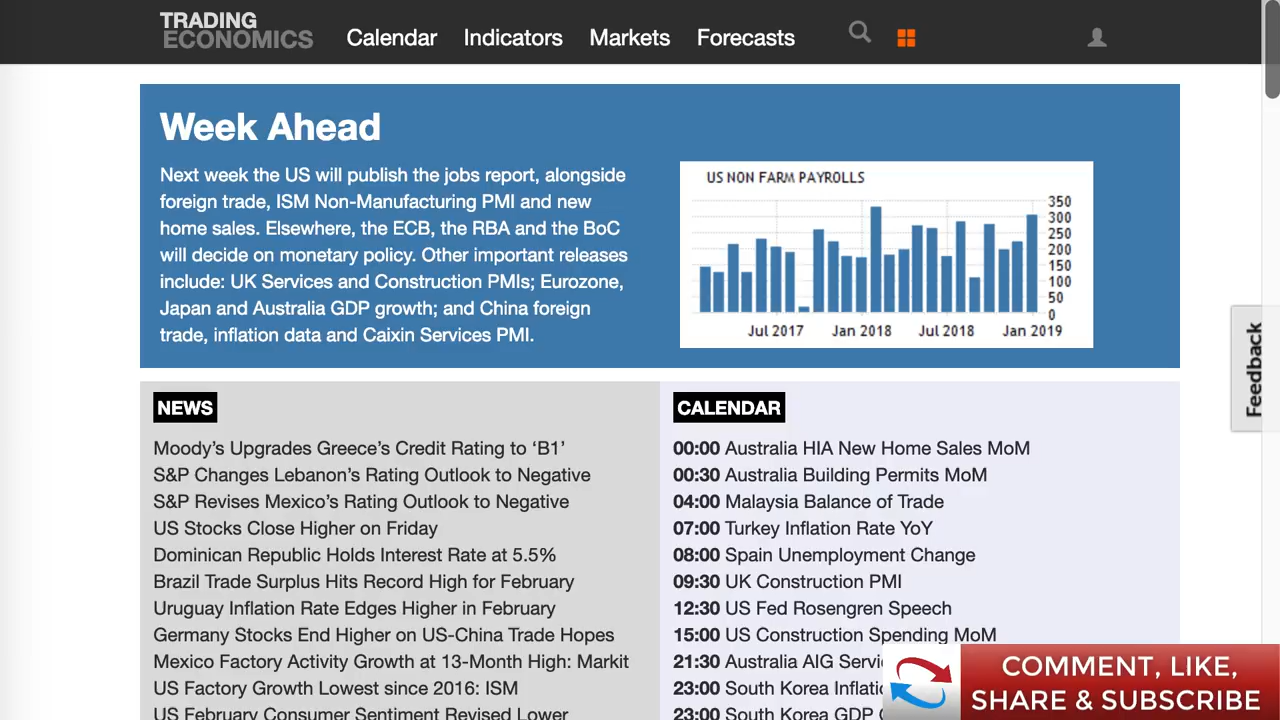 TRADING
ECONOMICS
Calendar Indicators Markets Forecasts
Week Ahead
Next week the US will publish the jobs report, alongside
foreign trade, ISM Non-Manufacturing PMI and new
home sales. Elsewhere, the ECB, the RBA and the BoC
will decide on monetary policy. Other important releases
include: UK Services and Construction PMIs; Eurozone,
Japan and Australia GDP growth; and China foreign
trade, inflation data and Caixin Services PMI.
US NON FARM PAYROLLS
350
300
250
200
150
100
50
0
Jul 2017 Jan 2018 Jul 2018 Jan 2019
Feedback
NEWS
Moody’s Upgrades Greece’s Credit Rating to ‘B1’
S&P Changes Lebanon’s Rating Outlook to Negative
S&P Revises Mexico’s Rating Outlook to Negative
US Stocks Close Higher on Friday
Dominican Republic Holds Interest Rate at 5.5%
Brazil Trade Surplus Hits Record High for February
Uruguay Inflation Rate Edges Higher in February
Germany Stocks End Higher on US-China Trade Hopes
Mexico Factory Activity Growth at 13-Month High: Markit
US Factory Growth Lowest since 2016: ISM
US February Consumer Sentiment Revised Lower
CALENDAR
00:00 Australia HIA New Home Sales MoM
00:30 Australia Building Permits MoM
04:00 Malaysia Balance of Trade
07:00 Turkey Inflation Rate YoY
08:00 Spain Unemployment Change
09:30 UK Construction PMI
12:30 US Fed Rosengren Speech
15:00 US Construction Spending MoM
21:30 Australia AIG
23:00 South Korea
23:00 South Korea GDP
COMMENT, LIKE,
SHARE & SUBSCRIBE